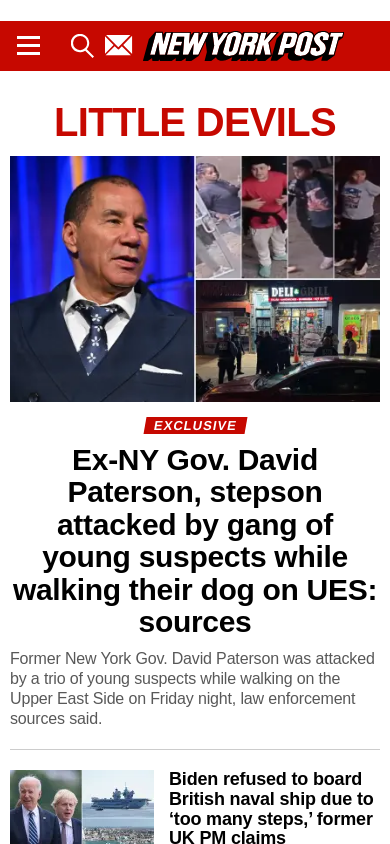 NEW YORK POST
LITTLE DEVILS
DELI GRILL
EXCLUSIVE
Ex-NY Gov. David
Paterson, stepson
attacked by gang of
young suspects while
walking their dog on UES:
sources
Former New York Gov. David Paterson was attacked
by a trio of young suspects while walking on the
Upper East Side on Friday night, law enforcement
sources said.
Biden refused to board
British naval ship due to
‘too many steps,’ former
UK PM claims